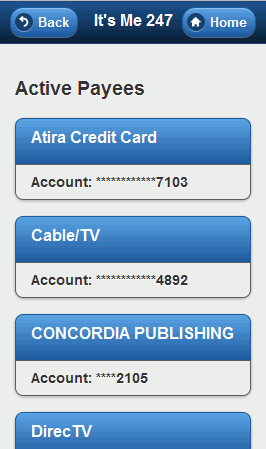 Back It's Me 247 Home
Active Payees
Atira Credit Card
Account: ************7103
Cable/TV
Account: ************4892
CONCORDIA PUBLISHING
Account: ****2105
DirecTV